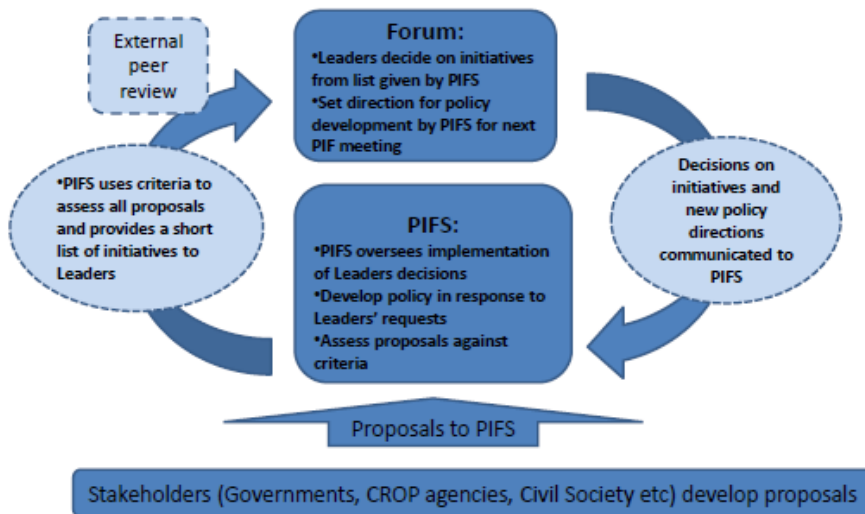 External
peer
review
Forum:
•Leaders decide on initiatives
from list given by PIFS
•Set direction for policy
development by PIFS for next
PIF meeting
•PIFS uses criteria to
assess all proposals
and provides a short
list of initiatives to
Leaders
Decisions on
initiatives and
new policy
directions
communicated to
PIFS
PIFS:
•PIFS oversees implementation
of Leaders decisions
•Develop policy in response to
Leaders' requests
•Assess proposals against
criteria
Proposals to PIFS
Stakeholders (Governments, CROP agencies, Civil Society etc) develop proposals